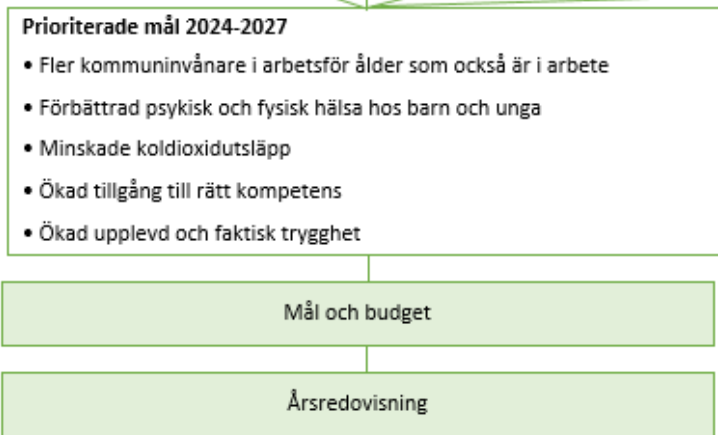 Prioriterade mål 2024-2027
• Fler kommuninvånare i arbetsför ålder som också är i arbete
• Förbättrad psykisk och fysisk hälsa hos barn och unga
• Minskade koldioxidutsläpp
• Ökad tillgång till rätt kompetens
• Ökad upplevd och faktisk trygghet
Mål och budget
Årsredovisning